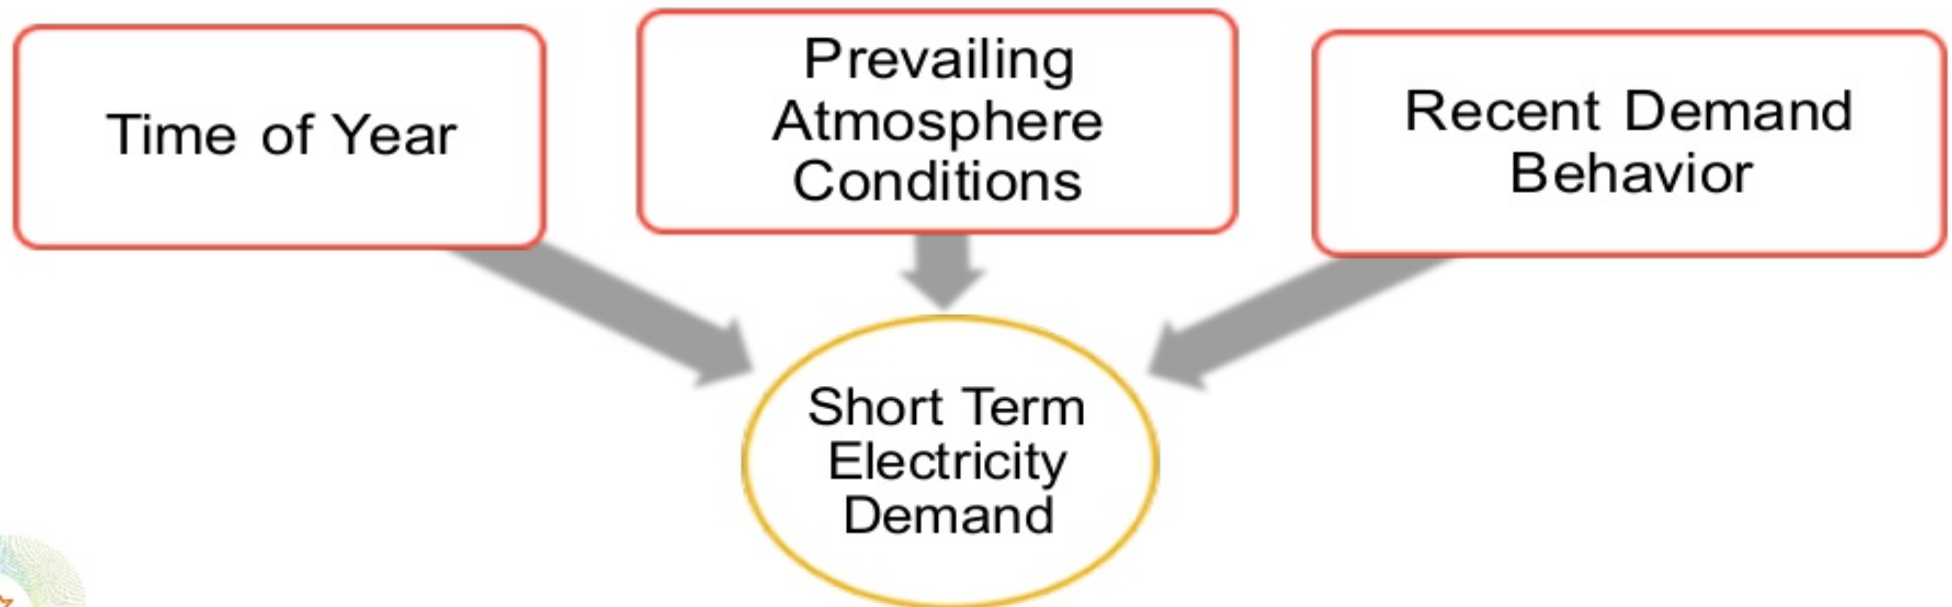 Time of Year
Prevailing
Atmosphere
Conditions
Recent Demand
Behavior
Short Term
Electricity
Demand